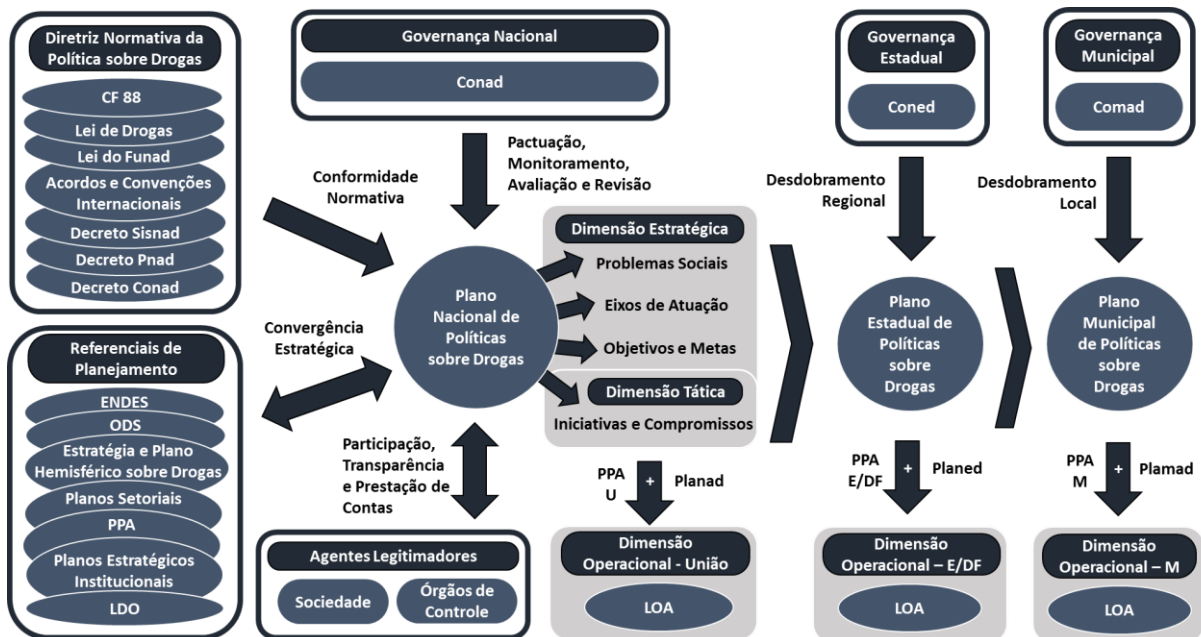 Diretriz Normativa da
Política sobre Drogas
CF 88
Lei de Drogas
Lei do Funad
Acordos e Convenções
Internacionais
Decreto Sisnad
Decreto Pnad
Decreto Conad
Referenciais de
Planejamento
ENDES
ODS
Estratégia e Plano
Hemisférico sobre Drogas
Planos Setoriais
PPA
Planos Estratégicos
Institucionais
LDO
Governança Nacional
Conad
Conformidade
Normativa
Pactuação,
Monitoramento,
Avaliação e Revisão
Convergência
Estratégica
Plano
Nacional de
Políticas
sobre Drogas
Participação,
Transparência
e Prestação de
Contas
Agentes Legitimadores
Sociedade
Órgãos de
Controle
Dimensão Estratégica
Problemas Sociais
Eixos de Atuação
Objetivos e Metas
Dimensão Tática
Iniciativas e Compromissos
PPA
U
+
Planad
Dimensão
Operacional - União
LOA
Governança
Estadual
Coned
Desdobramento
Regional
Plano
Estadual de
Políticas
sobre
Drogas
PPA
E/DF
+
Planed
Dimensão
Operacional – E/DF
LOA
Governança
Municipal
Comad
Desdobramento
Local
Plano
Municipal
de Políticas
sobre
Drogas
PPA
M
+
Plamad
Dimensão
Operacional – M
LOA